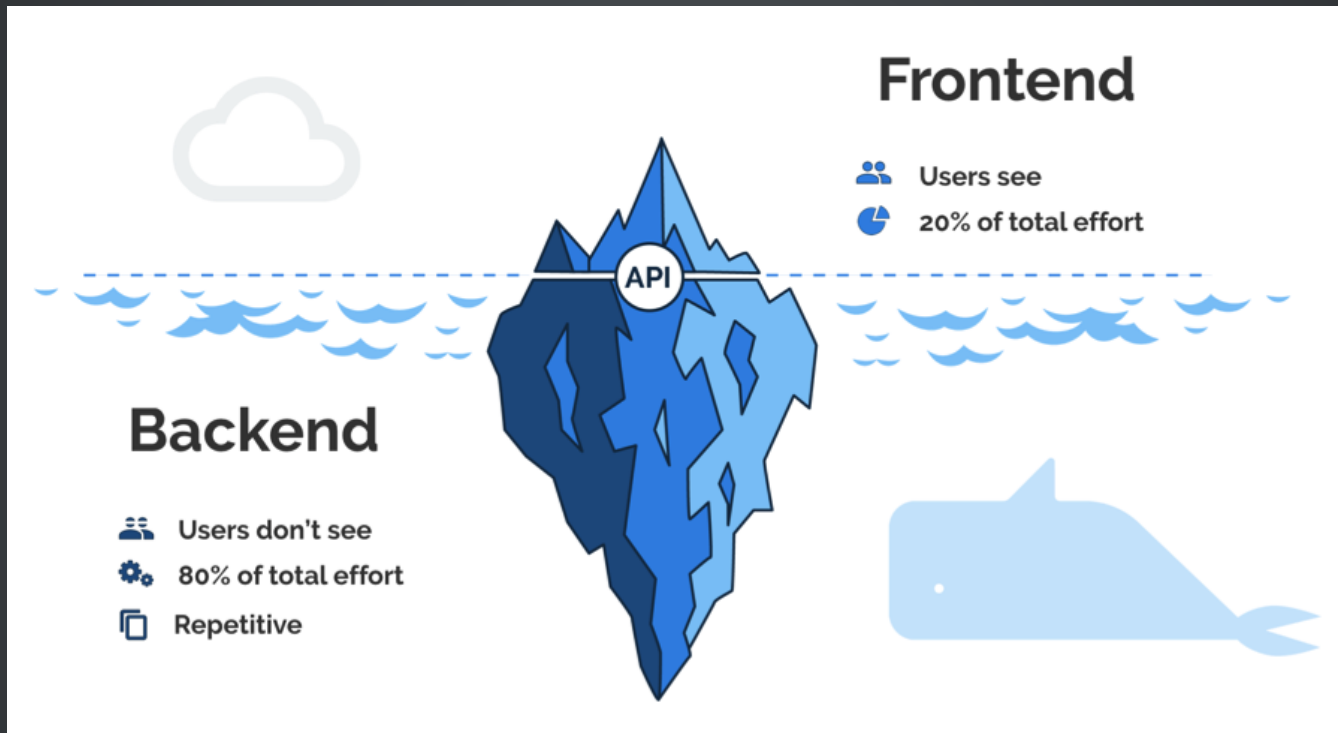 Frontend
Users see
20% of total effort
API
Backend
Users don’t see
80% of total effort
Repetitive